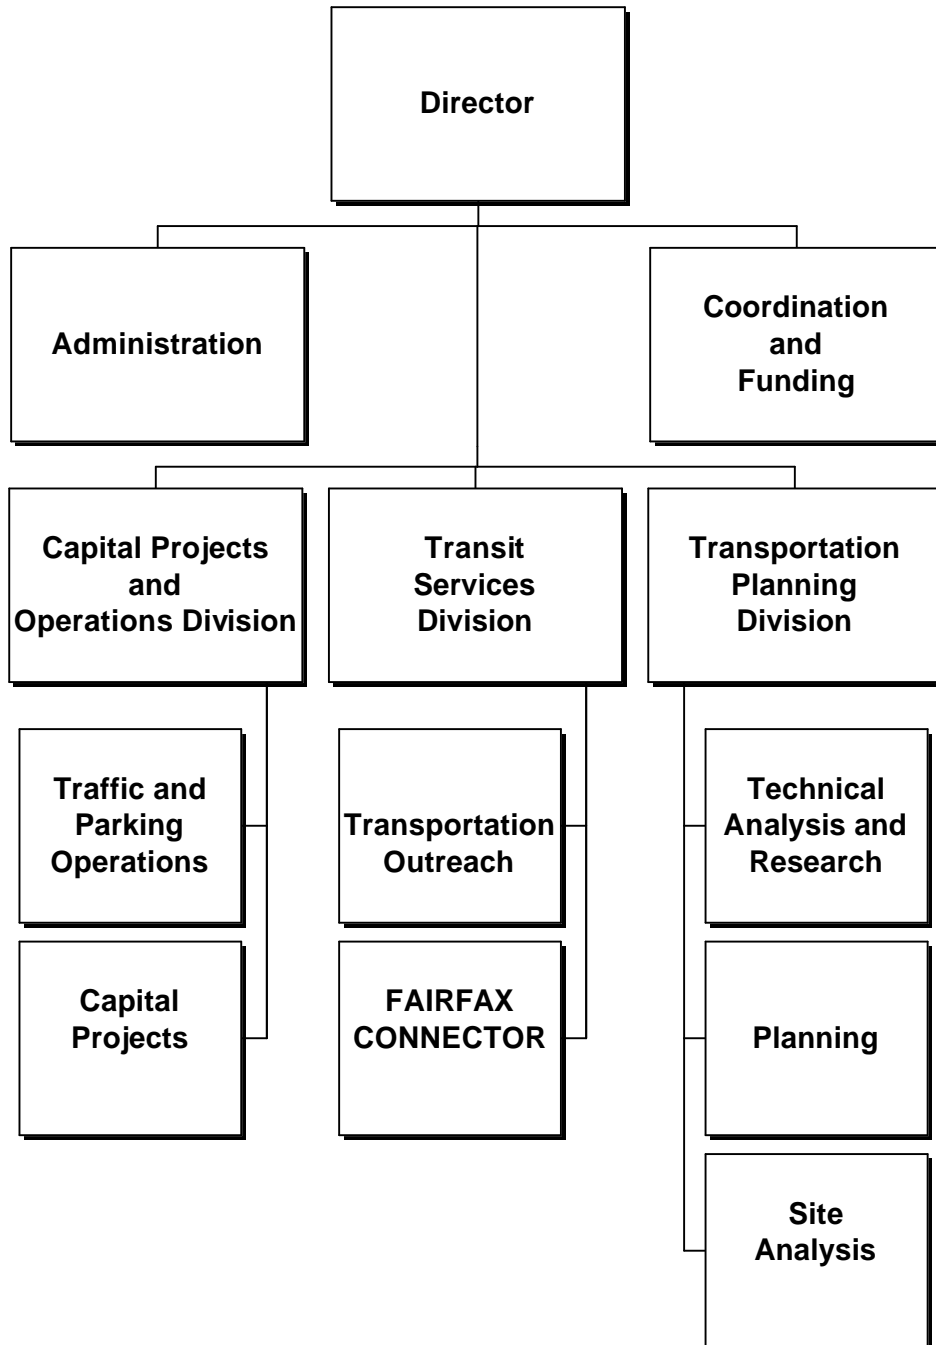 Director
Administration
Coordination
and
Funding
Capital Projects
and
Operations Division
Transit
Services
Division
Transportation
Planning
Division
Traffic and
Parking
Operations
Transportation
Outreach
Technical
Analysis and
Research
Capital
Projects
FAIRFAX
CONNECTOR
Planning
Site
Analysis